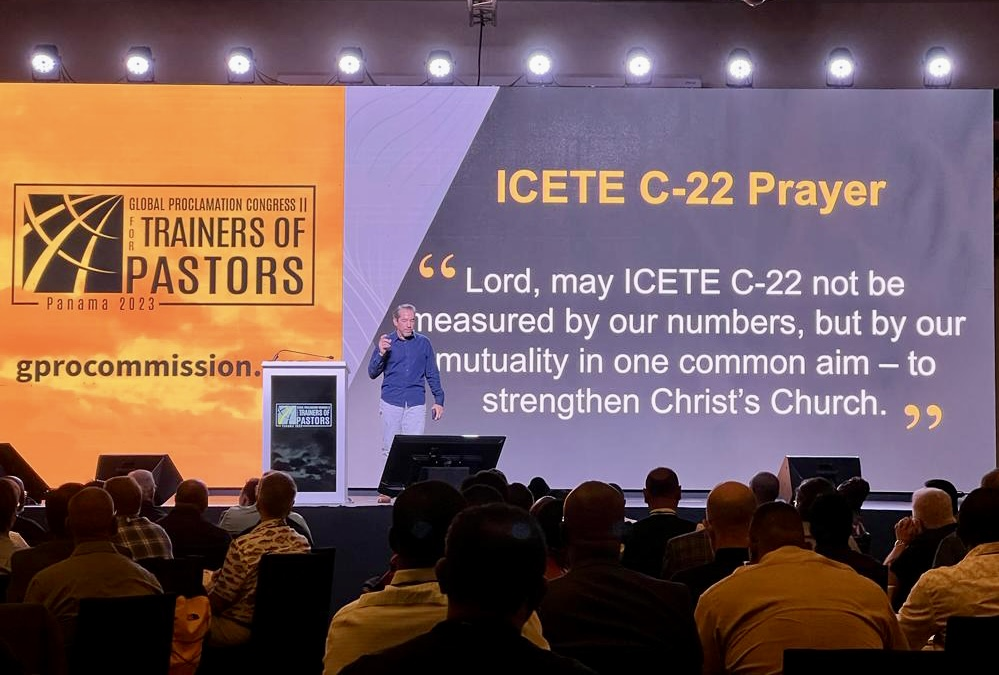 GLOBAL PROCLAMATION CONGRESS II
FOR
TRAINERS OF
PASTORS
Panama 2023
gprocommission.
ICETE C-22 Prayer
“Lord, may ICETE C-22 not be
measured by our numbers, but by our
mutuality in one common aim – to
strengthen Christ’s Church.”
TRAINERS OF
PASTORS